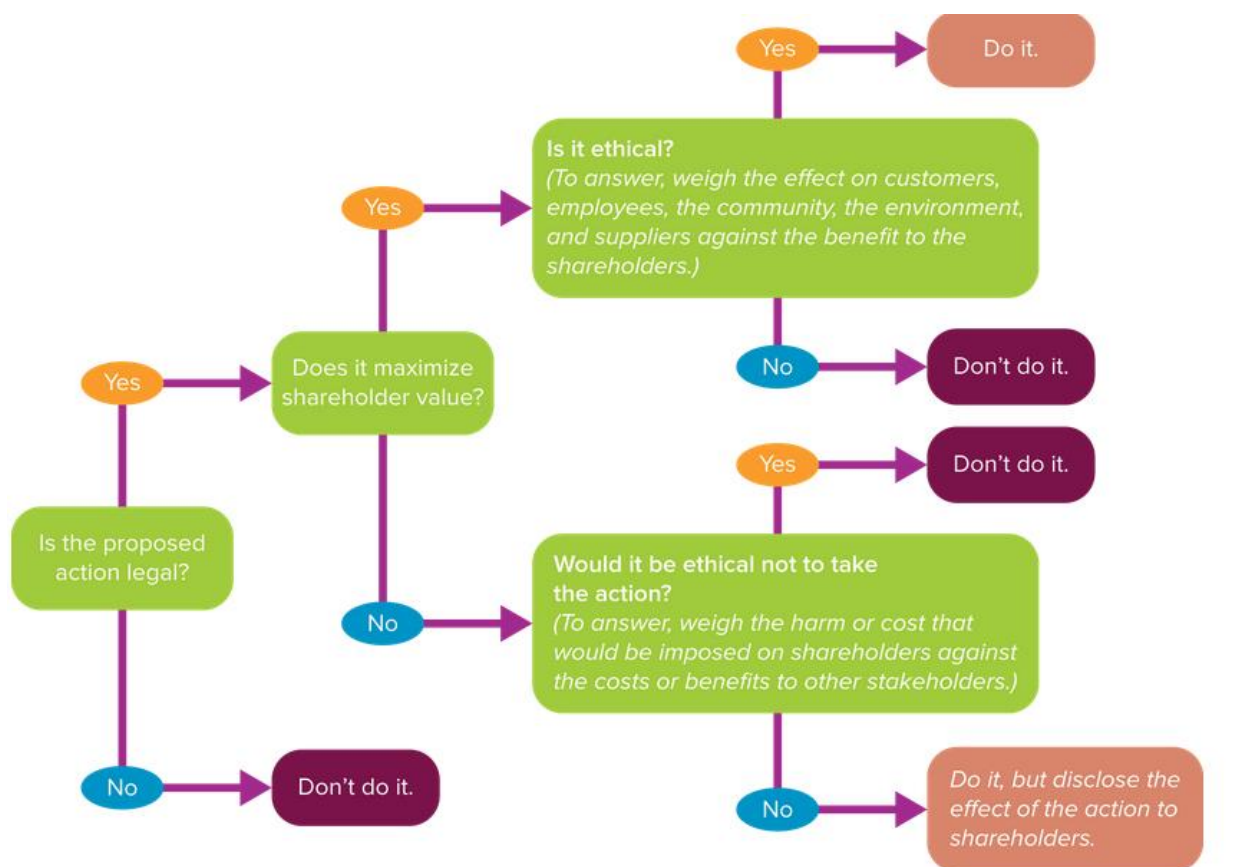 Yes
Do it.
Is it ethical?
(To answer, weigh the effect on customers,
employees, the community, the environment,
and suppliers against the benefit to the
shareholders.)
Yes
No
Don't do it.
Does it maximize
shareholder value?
Yes
Yes
Don't do it.
Is the proposed
action legal?
Would it be ethical not to take
the action?
(To answer, weigh the harm or cost that
would be imposed on shareholders against
the costs or benefits to other stakeholders.)
No
No
Don't do it.
No
Do it, but disclose the
effect of the action to
shareholders.